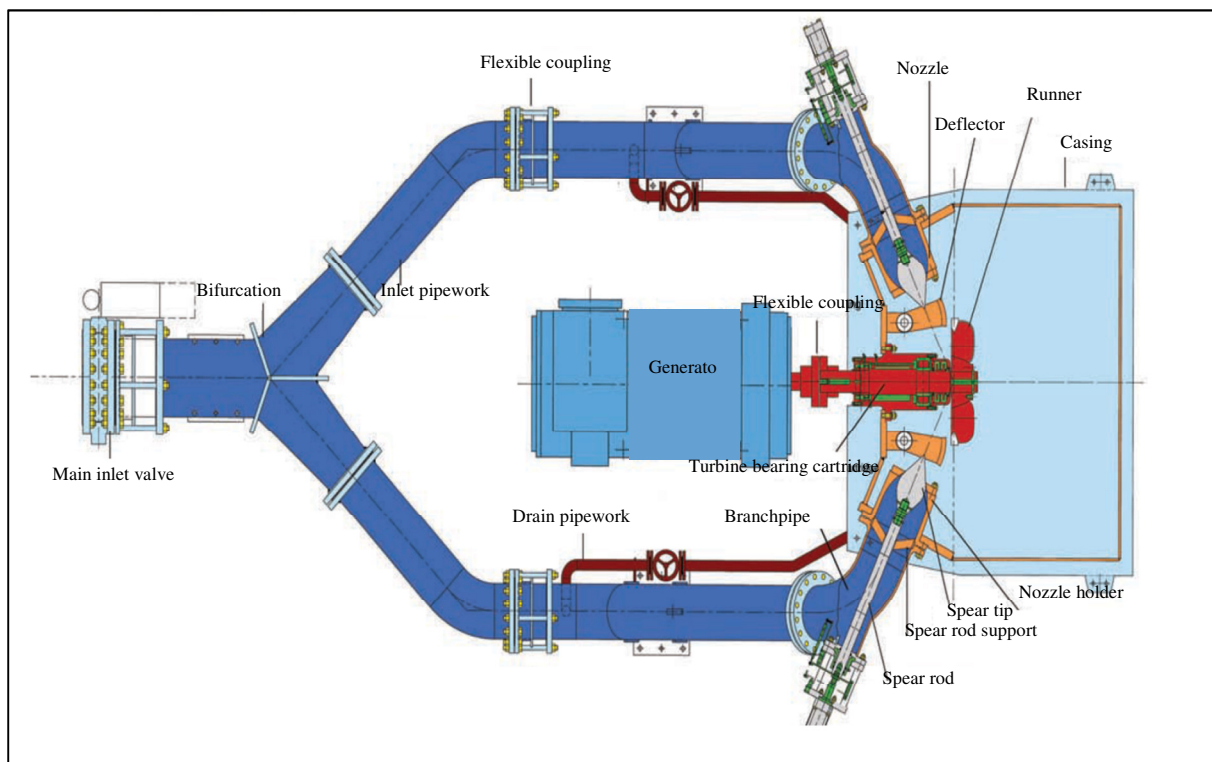 Flexible coupling
Nozzle
Runner
Deflector
Casing
Bifurcation
Inlet pipework
Flexible coupling
Generato
Main inlet valve
Turbine bearing cartridge
Drain pipework
Branchpipe
Nozzle holder
Spear tip
Spear rod support
Spear rod